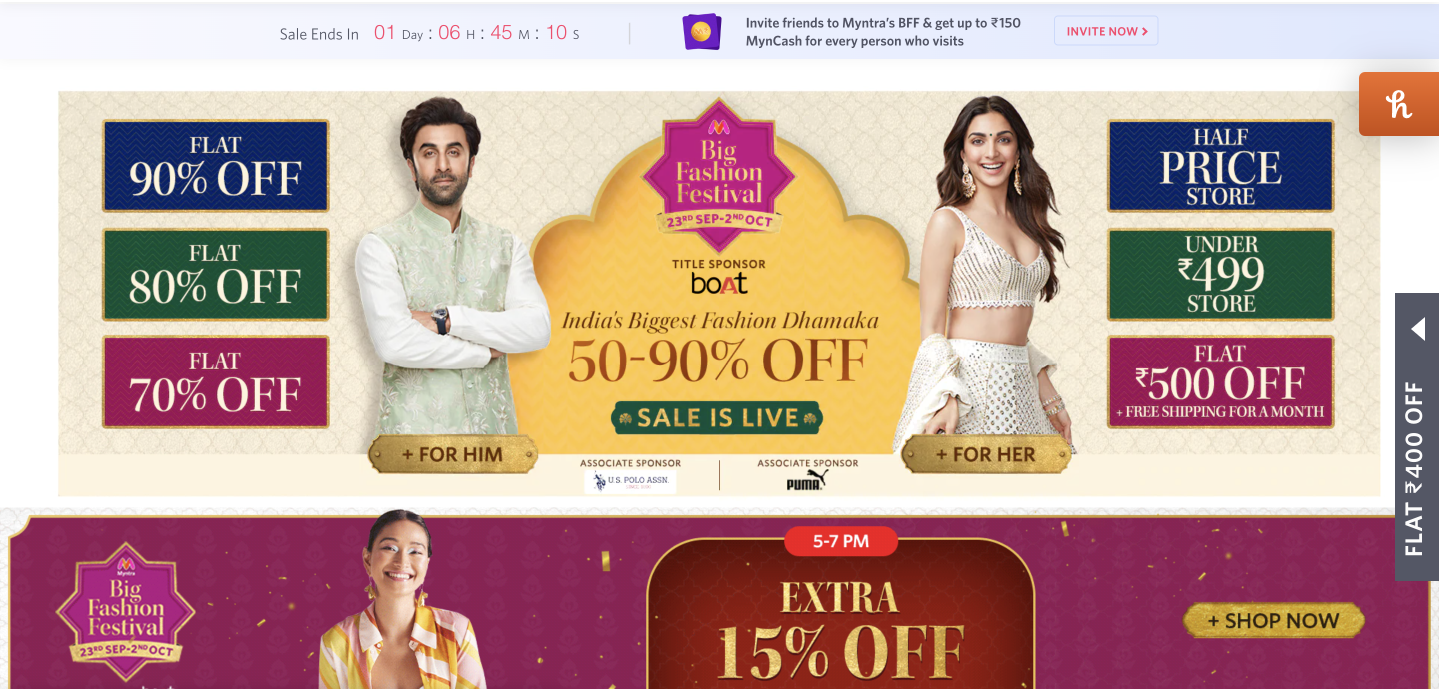 Sale Ends In 01 Day : 06 H : 45 M : 10 S
Invite friends to Myntra's BFF & get up to ₹150
MynCash for every person who visits
INVITE NOW >
h
FLAT
90% OFF
FLAT
80% OFF
FLAT
70% OFF
Big
Fashion
Festival
23RD SEP-2ND OCT
TITLE SPONSOR
boAt
India's Biggest Fashion Dhamaka
50-90% OFF
SALE IS LIVE
+ FOR HIM
+ FOR HER
ASSOCIATE SPONSOR
U.S. POLO ASSN.
ASSOCIATE SPONSOR
PUMA
HALF
PRICE
STORE
UNDER
₹499
STORE
FLAT
₹500 OFF
+ FREE SHIPPING FOR A MONTH
FLAT ₹400 OFF
Myntra
Big
Fashion
Festival
23RD SEP-2ND OCT
5-7 PM
EXTRA
15% OFF
+ SHOP NOW